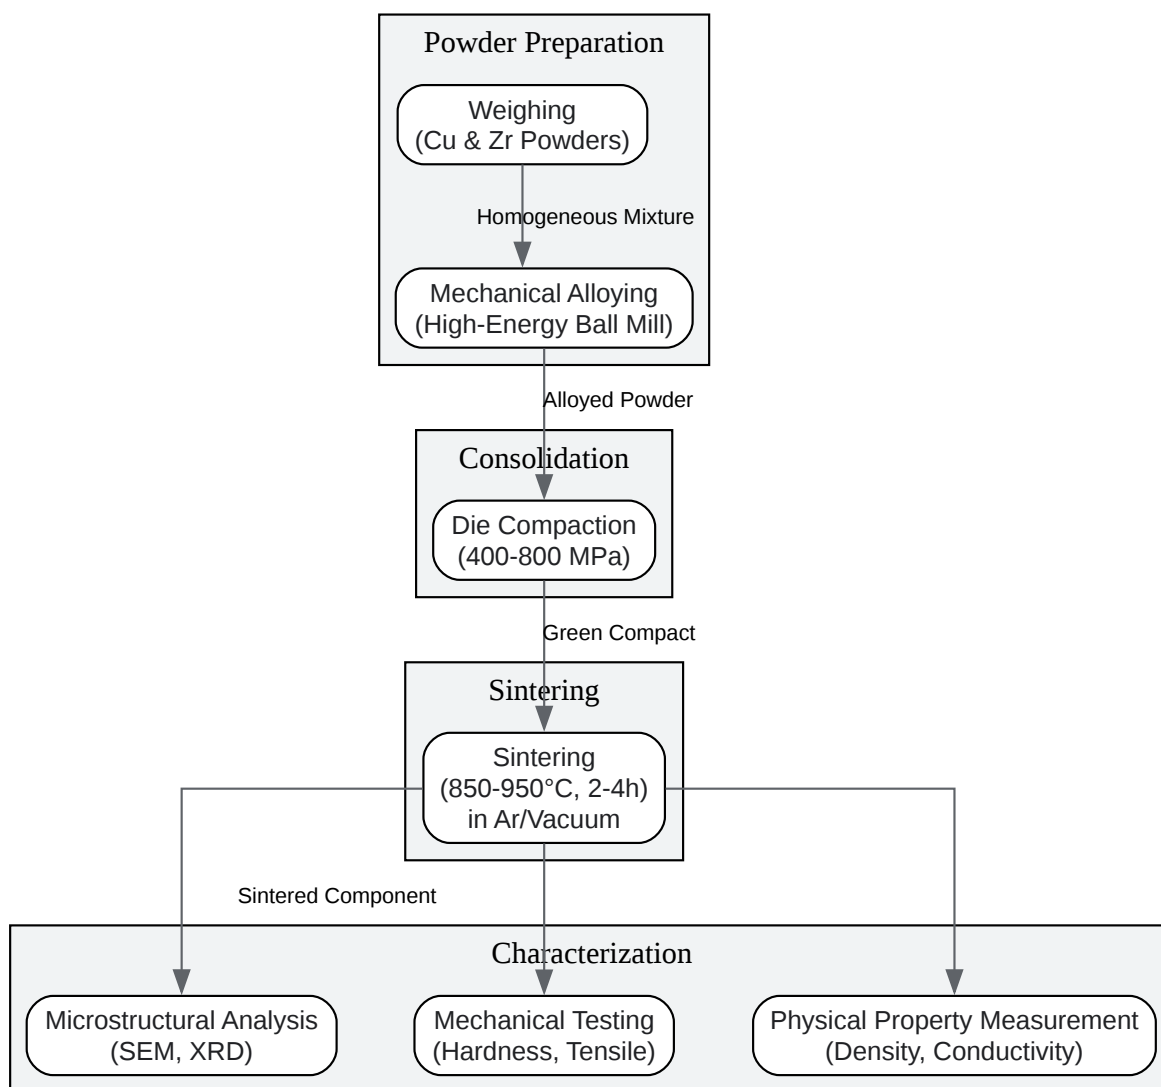 Powder Preparation
Weighing
(Cu & Zr Powders)
Homogeneous Mixture
Mechanical Alloying
(High-Energy Ball Mill)
Alloyed Powder
Consolidation
Die Compaction
(400-800 MPa)
Green Compact
Sintering
Sintering
(850-950°C, 2-4h)
in Ar/Vacuum
Sintered Component
Characterization
Microstructural Analysis
(SEM, XRD)
Mechanical Testing
(Hardness, Tensile)
Physical Property Measurement
(Density, Conductivity)